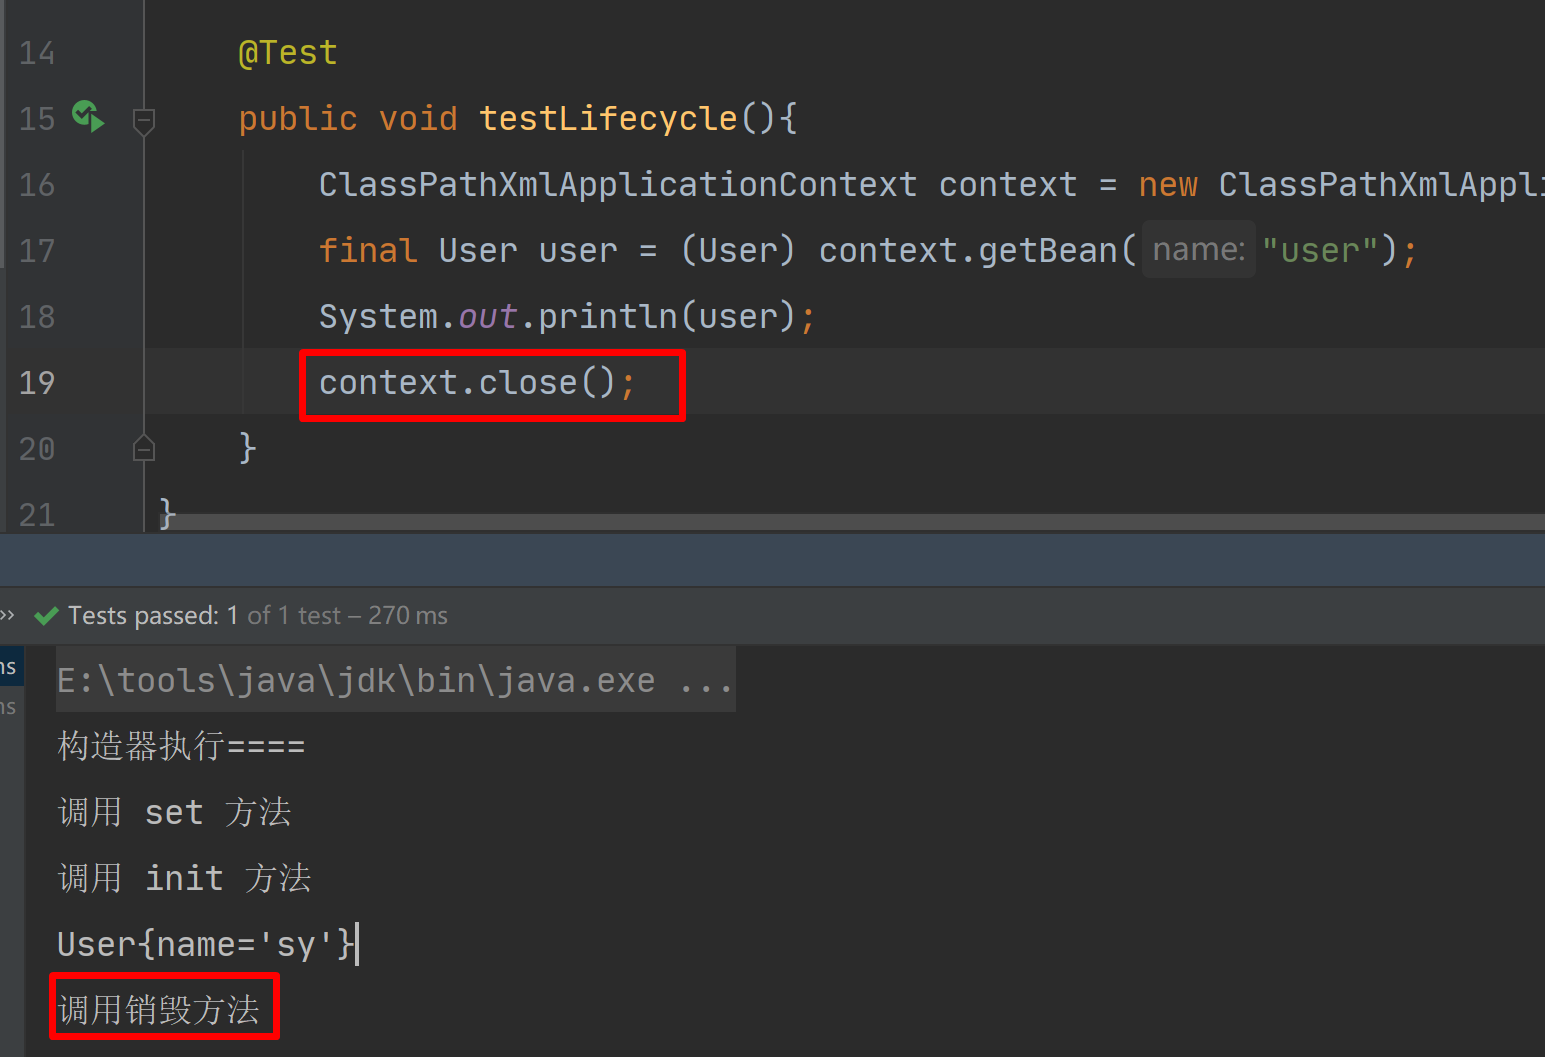 14 @Test
15 public void testLifecycle(){
16 ClassPathXmlApplicationContext context = new ClassPathXmlAppli
17 final User user = (User) context.getBean( name: "user");
18 System.out.println(user);
19 context.close();
20 }
21 }
Tests passed: 1 of 1 test – 270 ms
E:\tools\java\jdk\bin\java.exe ...
构造器执行====
调用 set 方法
调用 init 方法
User{name='sy'}
调用销毁方法